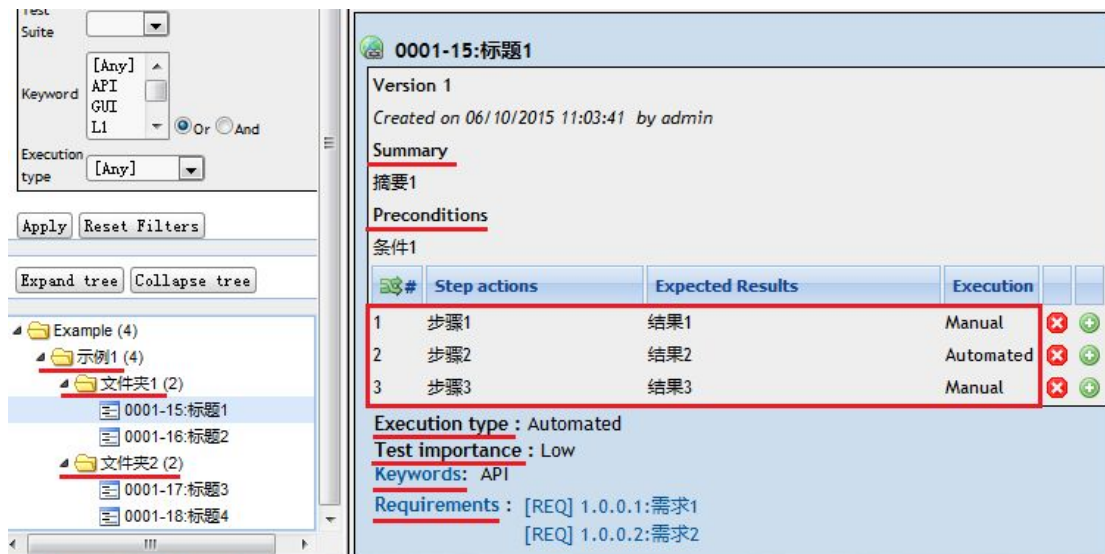 Test
Suite
Keyword
[Any]
API
GUI
L1
Or And
Execution
type
[Any]
Apply Reset Filters
Expand tree Collapse tree
Example (4)
示例1 (4)
文件夹1 (2)
0001-15:标题1
0001-16:标题2
文件夹2 (2)
0001-17:标题3
0001-18:标题4
0001-15:标题1
Version 1
Created on 06/10/2015 11:03:41 by admin
Summary
摘要1
Preconditions
条件1
# Step actions Expected Results Execution
1 步骤1 结果1 Manual
2 步骤2 结果2 Automated
3 步骤3 结果3 Manual
Execution type : Automated
Test importance : Low
Keywords: API
Requirements : [REQ] 1.0.0.1:需求1
[REQ] 1.0.0.2:需求2